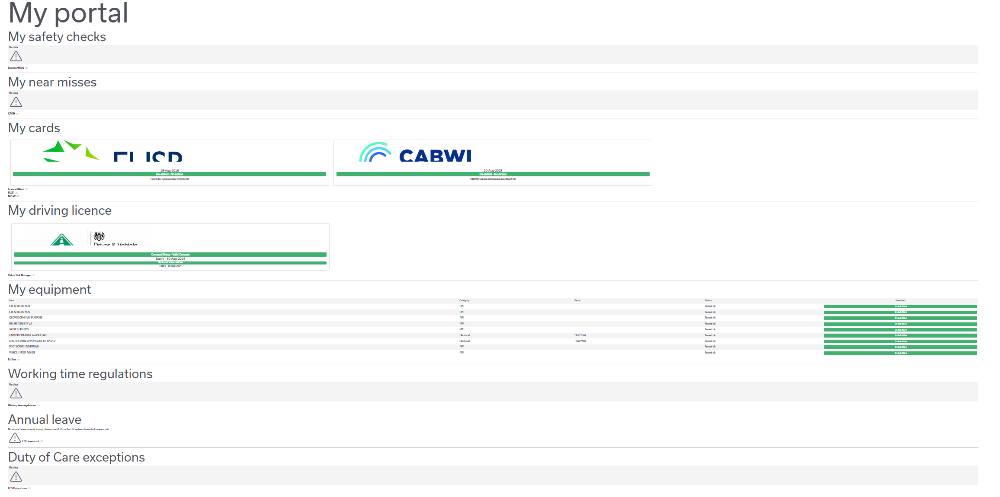 My portal
My safety checks
No data
Licence2Work
My near misses
No data
CARM
My cards
EUSR CABWI
18-Aug-2016 10-Aug-2023
De-skilled - No Action De-skilled - No Action
Permit for Business Sites EUSR [3 Yr] NRSWA Signing lighting and guarding [5 Yr]
Licence2Work
EUSR
NRSW
My driving licence
Driver & Vehicle
Consent Status - Valid Consent
Expiry - 30-Aug-2024
Photocard status - In Date
Expiry - 18-Aug-2024
Virtual Risk Manager
My equipment
Item Category Serial Status Next test
EYE SHIELDS NO3 PPE Tested ok 31-Jul-2024
EYE SHIELDS NO5 PPE Tested ok 31-Jul-2024
GLOVES GENERAL PURPOSE PPE Tested ok 31-Jul-2024
HELMET SAFETY 3A PPE Tested ok 31-Jul-2024
JACKET HIGH VIS PPE Tested ok 31-Jul-2024
LAPTOP CHARGER 240V & LEAD Electrical TR527501 Tested ok 31-Jul-2024
LEAD IEC 240V-2PIN (FIGURE 8 TYPE) C7 Electrical TR527500 Tested ok 31-Jul-2024
PROTECTIVE FOOTWEAR PPE Tested ok 31-Jul-2024
VEHICLE FIRST AID KIT PPE Tested ok 31-Jul-2024
EsiTest
Working time regulations
No data
Working time regulations
Annual leave
No annual Leave records found, please check FOS or the HR system dependant on your role
FOS leave card
Duty of Care exceptions
No data
FOS Duty of care